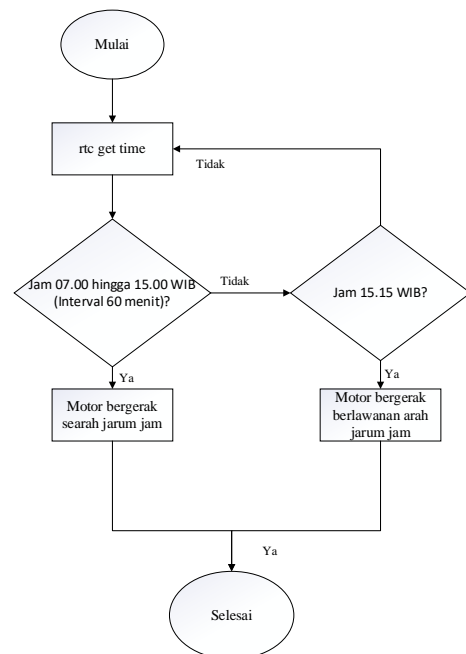 Mulai
rtc get time
Tidak
Jam 07.00 hingga 15.00 WIB
(Interval 60 menit)?
Tidak
Jam 15.15 WIB?
Ya
Ya
Motor bergerak
searah jarum jam
Motor bergerak
berlawanan arah
jarum jam
Ya
Selesai